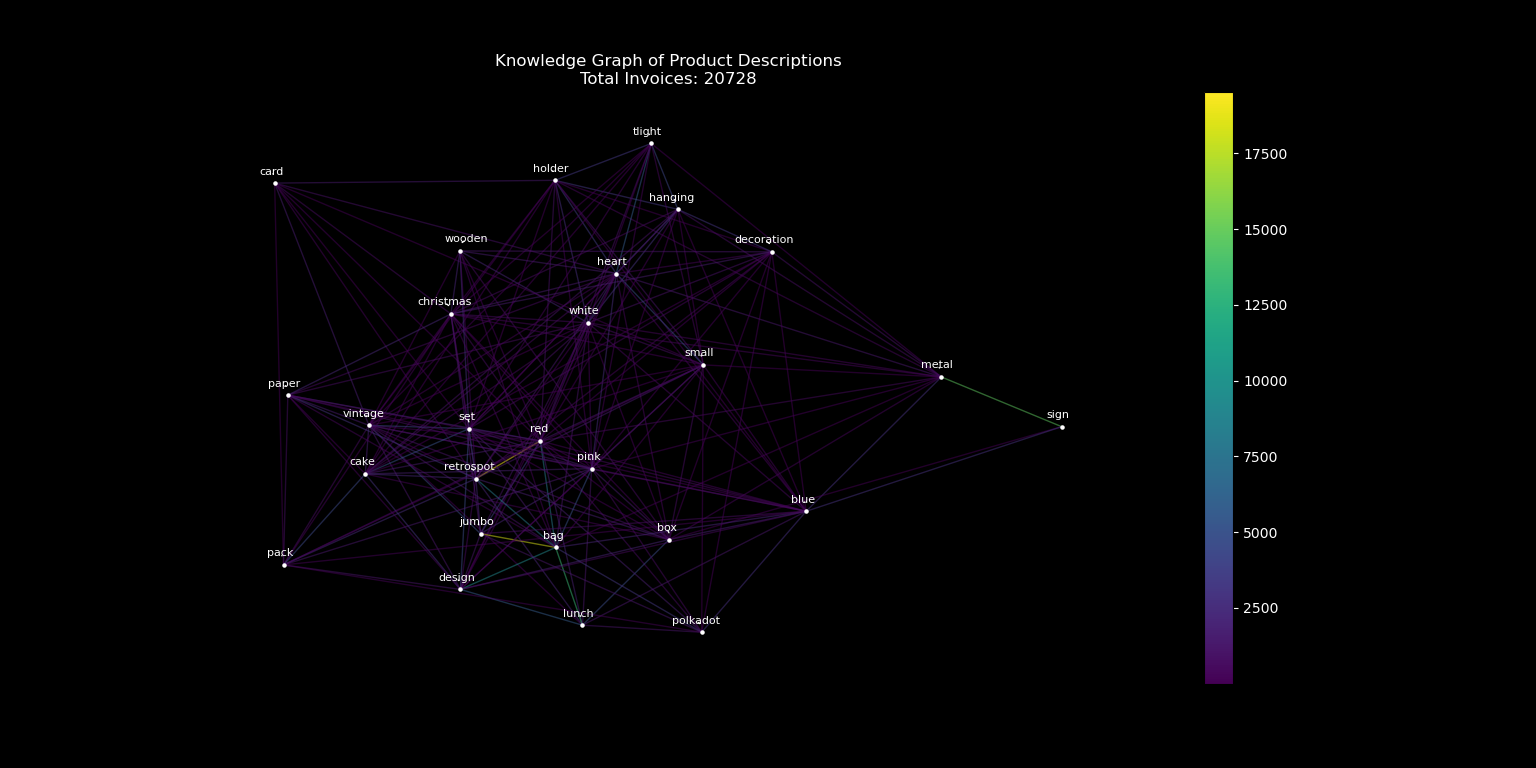 Knowledge Graph of Product Descriptions
Total Invoices: 20728
tlight
card
holder
hanging
wooden
decoration
heart
christmas
white
small
metal
paper
vintage
set
sign
red
cake
retrospot
pink
blue
jumbo
bag
box
pack
design
lunch
polkadot
17500
15000
12500
10000
7500
5000
2500